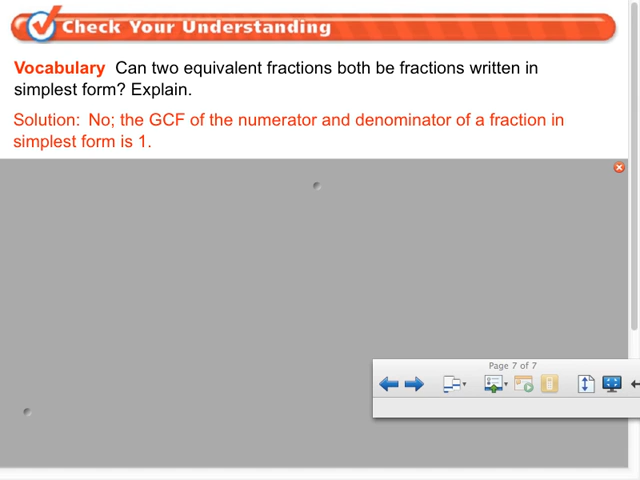 Check Your Understanding
Vocabulary Can two equivalent fractions both be fractions written in
simplest form? Explain.
Solution: No; the GCF of the numerator and denominator of a fraction in
simplest form is 1.
Page 7 of 7